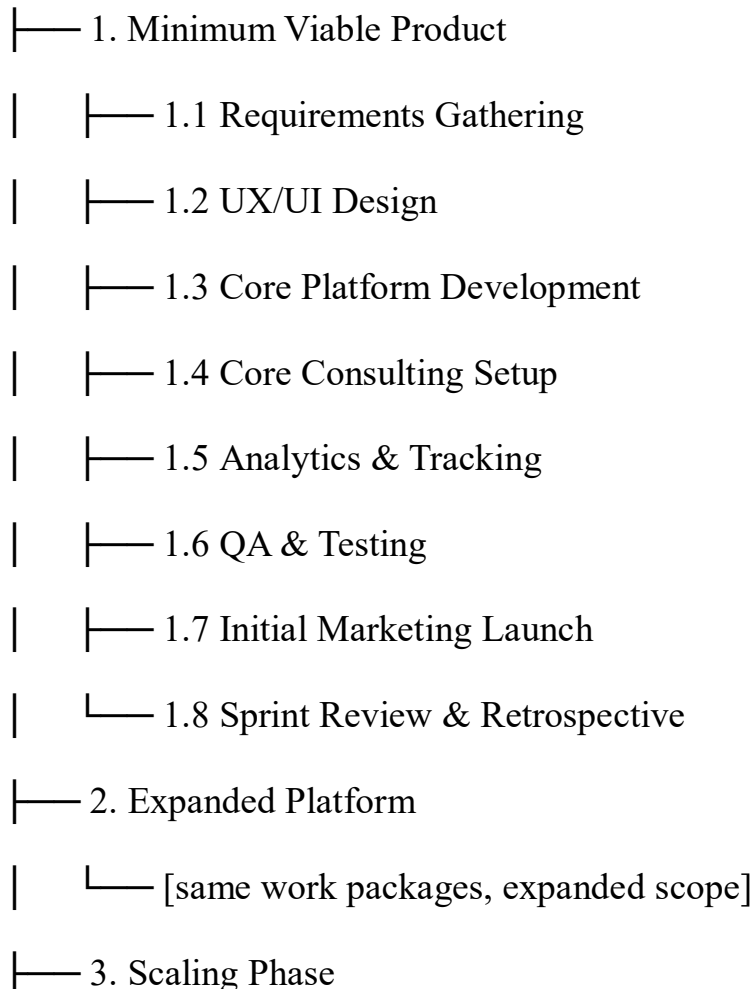 ├── 1. Minimum Viable Product
│   ├── 1.1 Requirements Gathering
│   ├── 1.2 UX/UI Design
│   ├── 1.3 Core Platform Development
│   ├── 1.4 Core Consulting Setup
│   ├── 1.5 Analytics & Tracking
│   ├── 1.6 QA & Testing
│   ├── 1.7 Initial Marketing Launch
│   └── 1.8 Sprint Review & Retrospective
├── 2. Expanded Platform
│   └── [same work packages, expanded scope]
├── 3. Scaling Phase